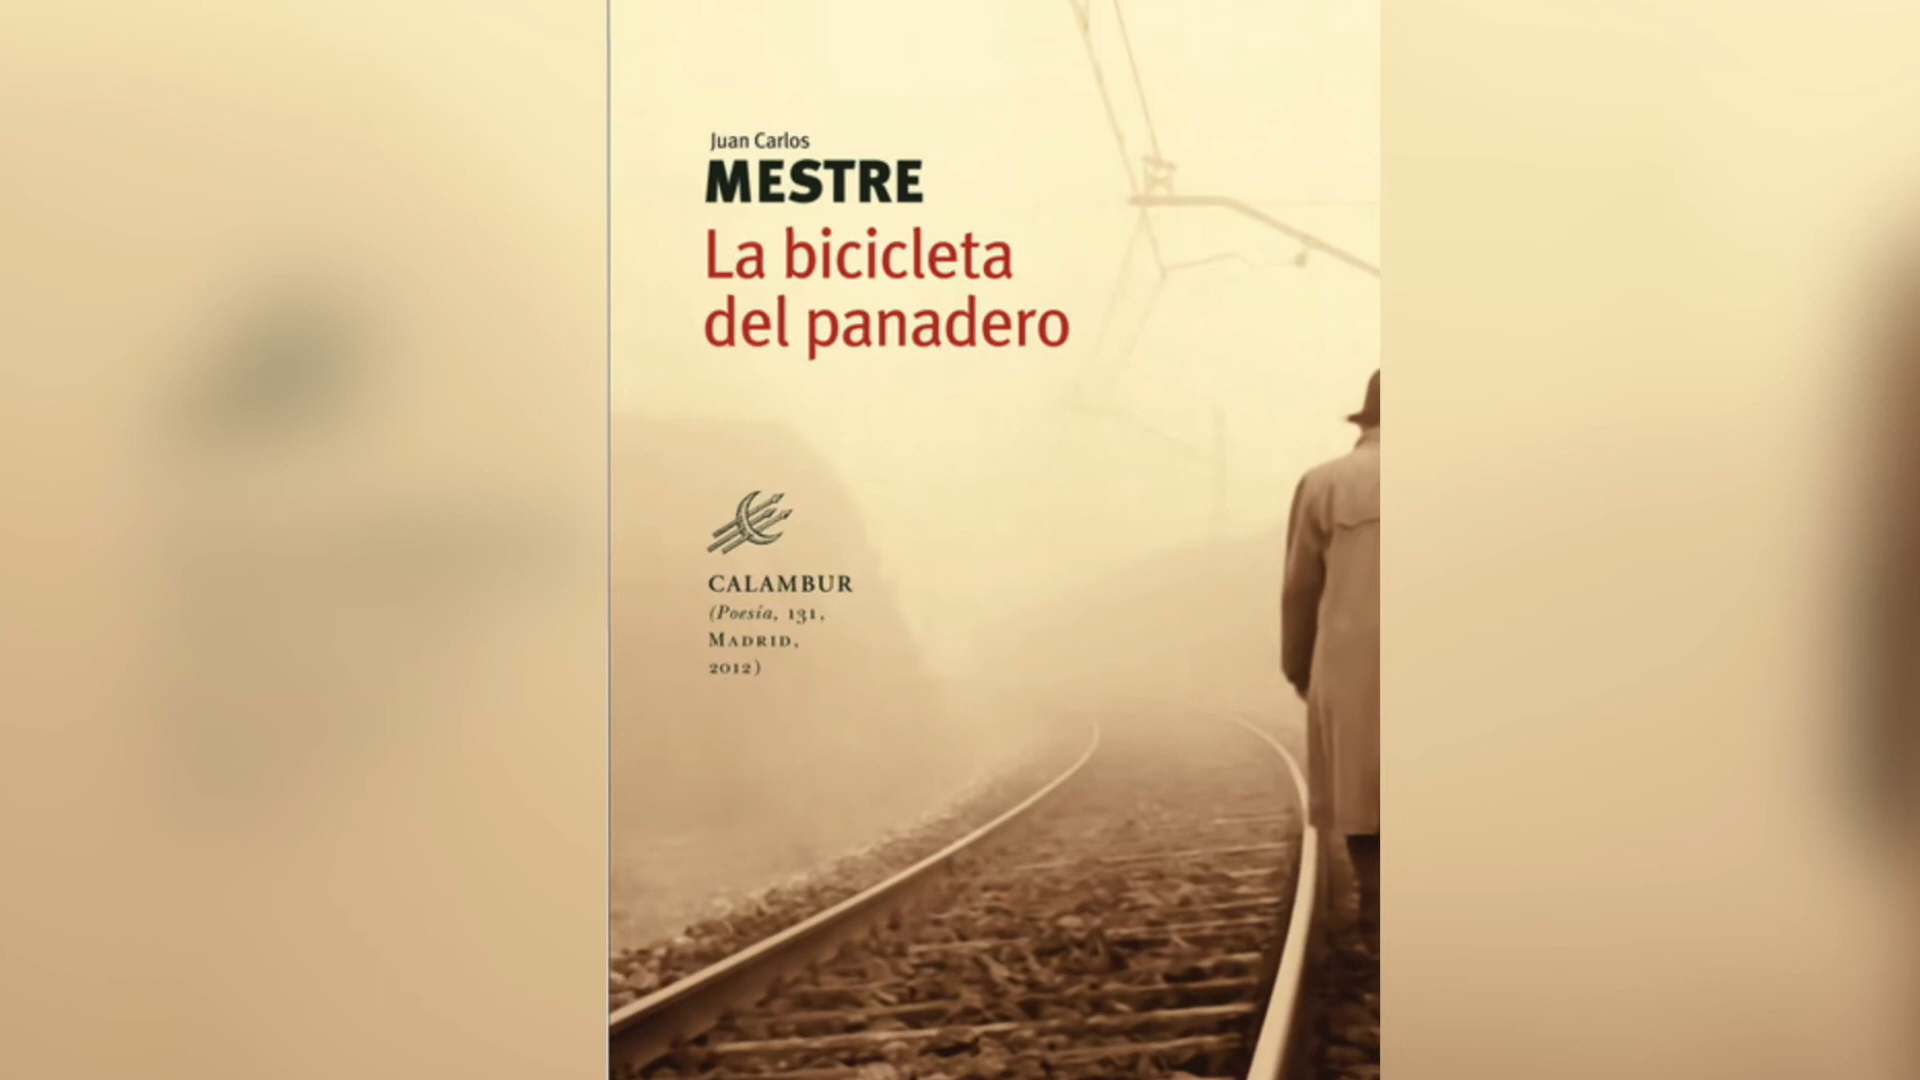 Juan Carlos
MESTRE
La bicicleta
del panadero
CALAMBUR
(Poesía, 131,
MADRID,
2012)